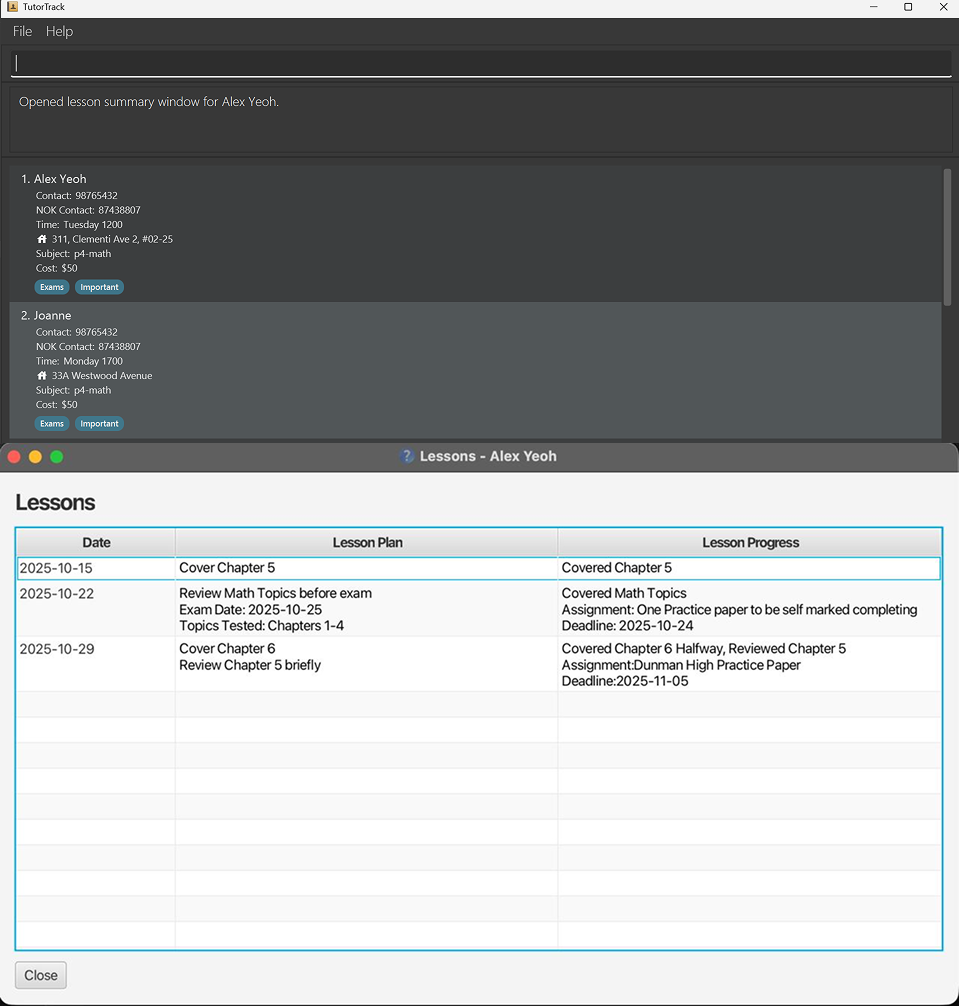 TutorTrack
File Help
Opened lesson summary window for Alex Yeoh.
1. Alex Yeoh
Contact: 98765432
NOK Contact: 87438807
Time: Tuesday 1200
311, Clementi Ave 2, #02-25
Subject: p4-math
Cost: $50
Exams Important
2. Joanne
Contact: 98765432
NOK Contact: 87438807
Time: Monday 1700
33A Westwood Avenue
Subject: p4-math
Cost: $50
Exams Important
? Lessons - Alex Yeoh
Lessons
Date Lesson Plan Lesson Progress
2025-10-15 Cover Chapter 5 Covered Chapter 5
2025-10-22 Review Math Topics before exam Covered Math Topics
Exam Date: 2025-10-25 Assignment: One Practice paper to be self marked completing
Topics Tested: Chapters 1-4 Deadline: 2025-10-24
2025-10-29 Cover Chapter 6 Covered Chapter 6 Halfway, Reviewed Chapter 5
Review Chapter 5 briefly Assignment:Dunman High Practice Paper
Deadline:2025-11-05
Close